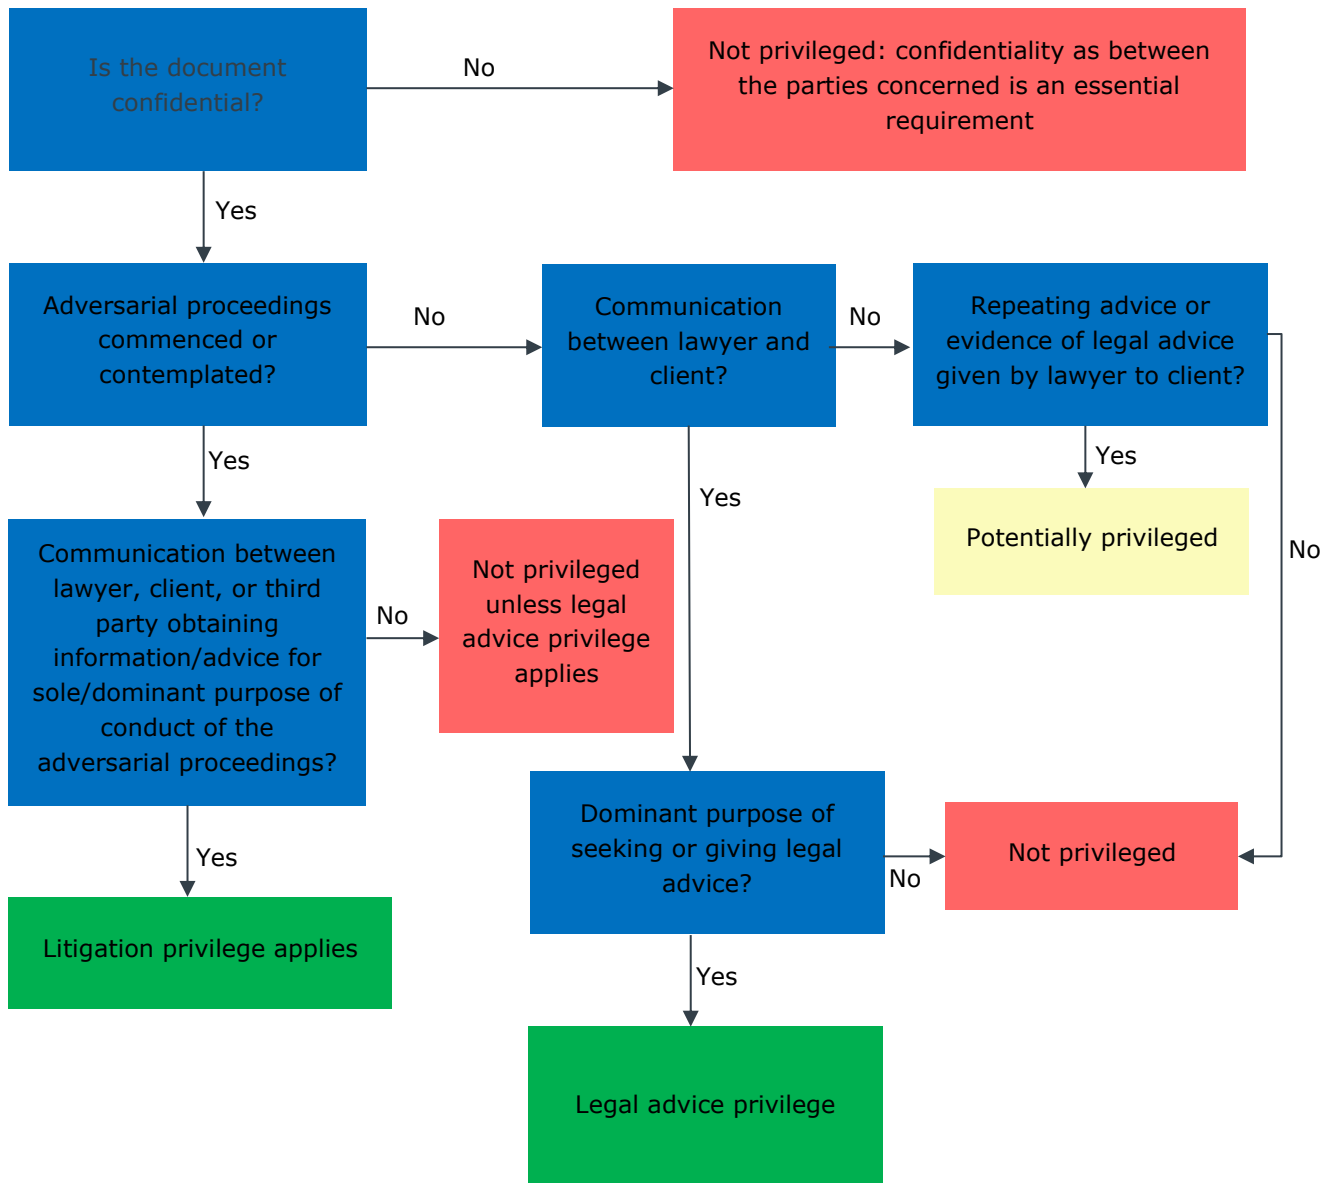 Is the document
confidential?
No
Not privileged: confidentiality as between
the parties concerned is an essential
requirement
Yes
Adversarial proceedings
commenced or
contemplated?
No
Communication
between lawyer and
client?
No
Repeating advice or
evidence of legal advice
given by lawyer to client?
Yes
Yes
Yes
Potentially privileged
No
Communication between
lawyer, client, or third
party obtaining
information/advice for
sole/dominant purpose of
conduct of the
adversarial proceedings?
No
Not privileged
unless legal
advice privilege
applies
Dominant purpose of
seeking or giving legal
advice?
No
Not privileged
Yes
Litigation privilege applies
Yes
Legal advice privilege